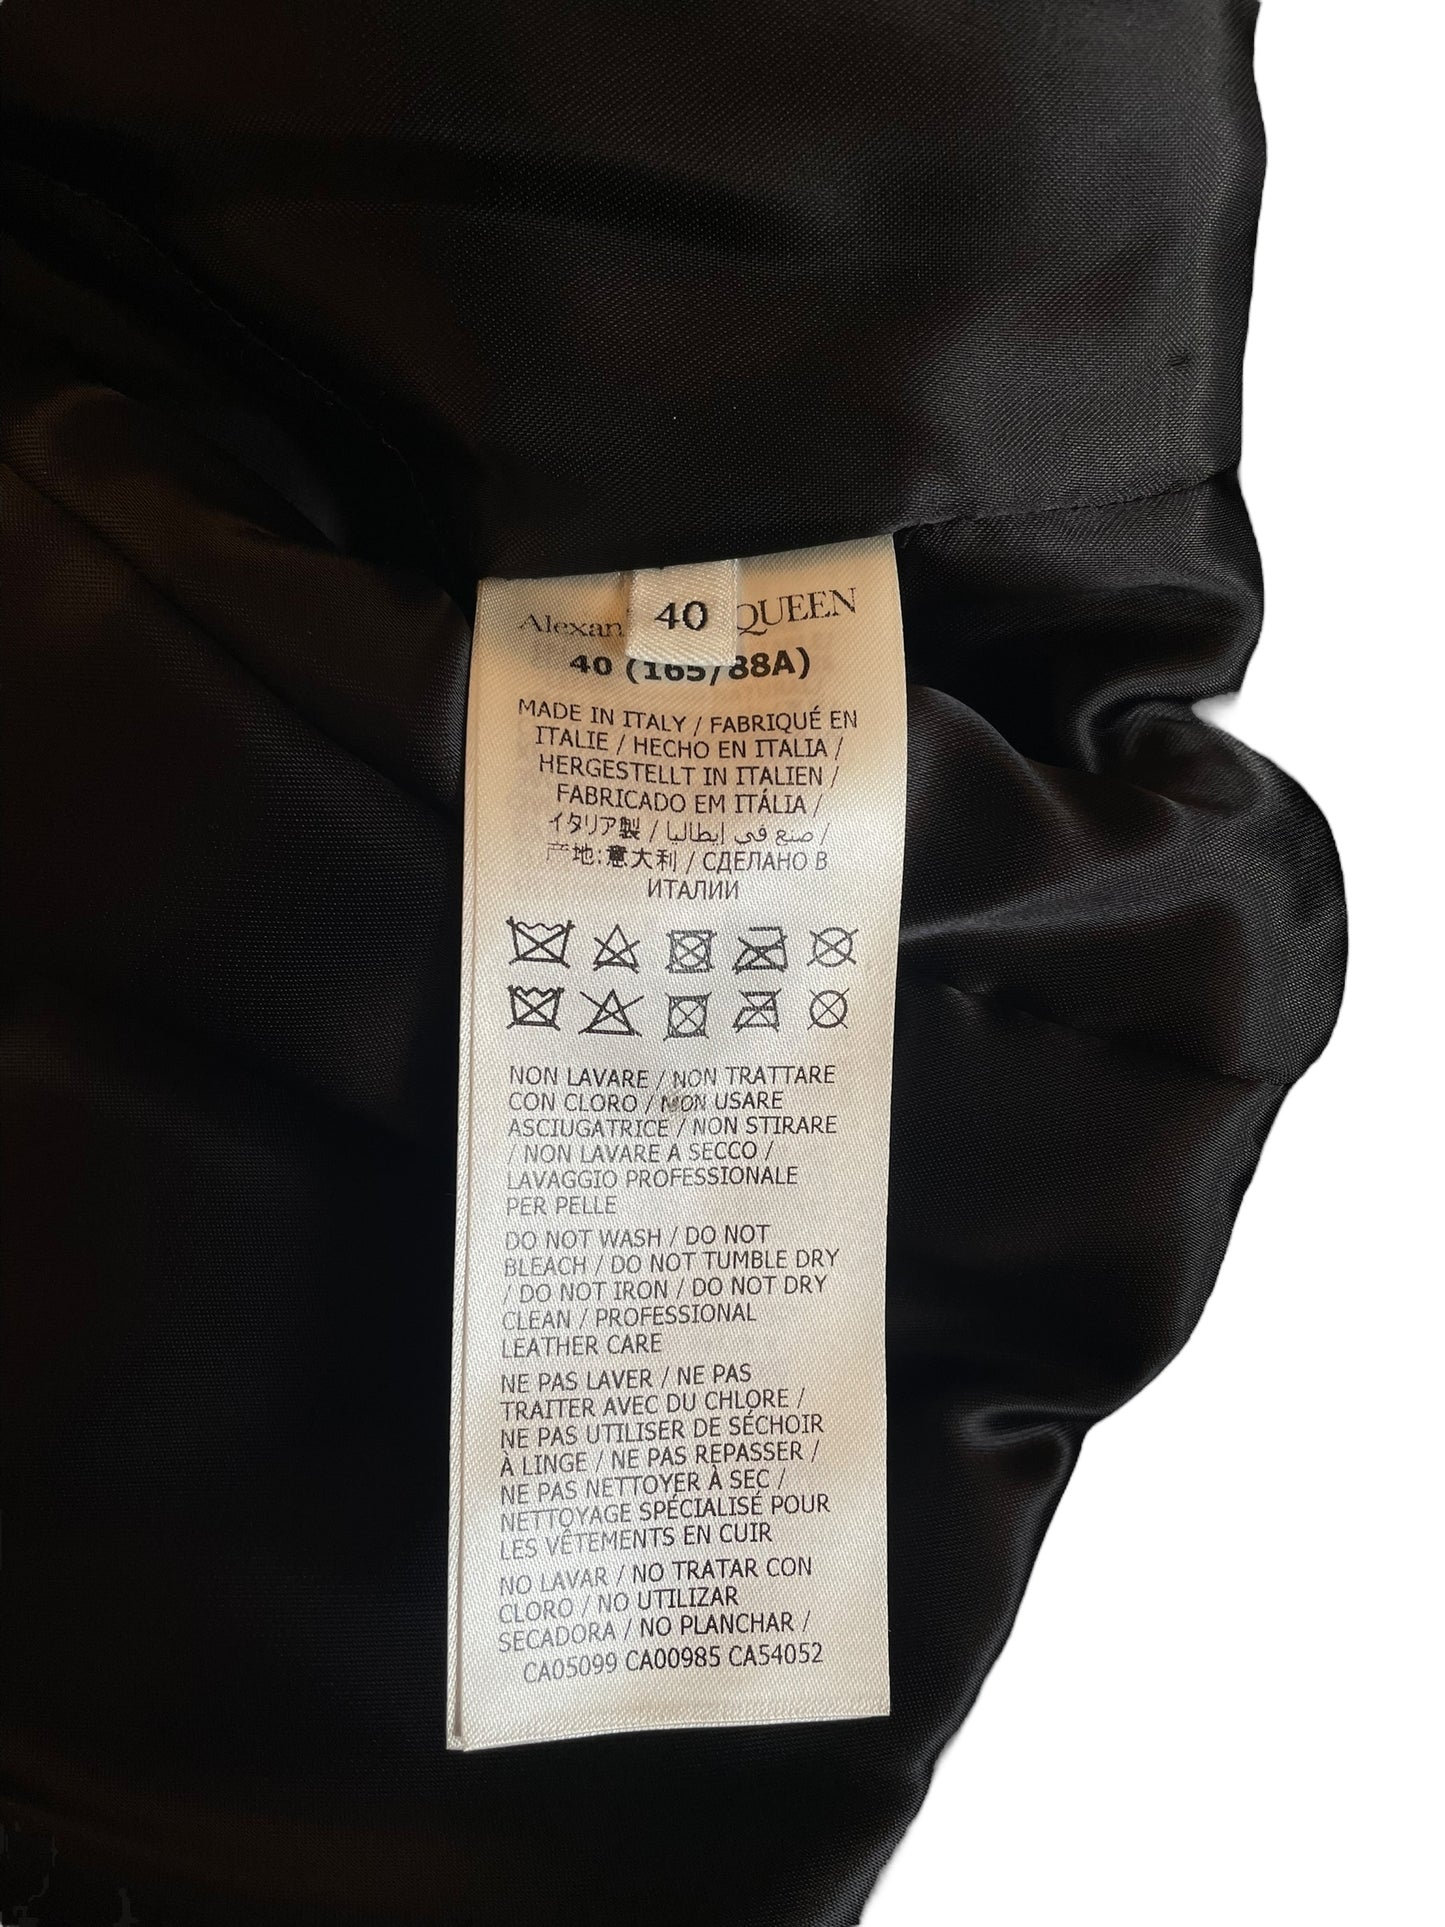 40
Alexan QUEEN
40 (165/88A)
MADE IN ITALY / FABRIQUÉ EN
ITALIE / HECHO EN ITALIA /
HERGESTELLT IN ITALIEN /
FABRICADO EM ITÁLIA /
イタリア製 / صنع في إيطاليا /
产地:意大利 / СДЕЛАНО В
ИТАЛИИ
NON LAVARE / NON TRATTARE
CON CLORO / NON USARE
ASCIUGATRICE / NON STIRARE
/ NON LAVARE A SECCO /
LAVAGGIO PROFESSIONALE
PER PELLE
DO NOT WASH / DO NOT
BLEACH / DO NOT TUMBLE DRY
/ DO NOT IRON / DO NOT DRY
CLEAN / PROFESSIONAL
LEATHER CARE
NE PAS LAVER / NE PAS
TRAITER AVEC DU CHLORE /
NE PAS UTILISER DE SÉCHOIR
À LINGE / NE PAS REPASSER /
NE PAS NETTOYER À SEC /
NETTOYAGE SPÉCIALISÉ POUR
LES VÊTEMENTS EN CUIR
NO LAVAR / NO TRATAR CON
CLORO / NO UTILIZAR
SECADORA / NO PLANCHAR /
CA05099 CA00985 CA54052